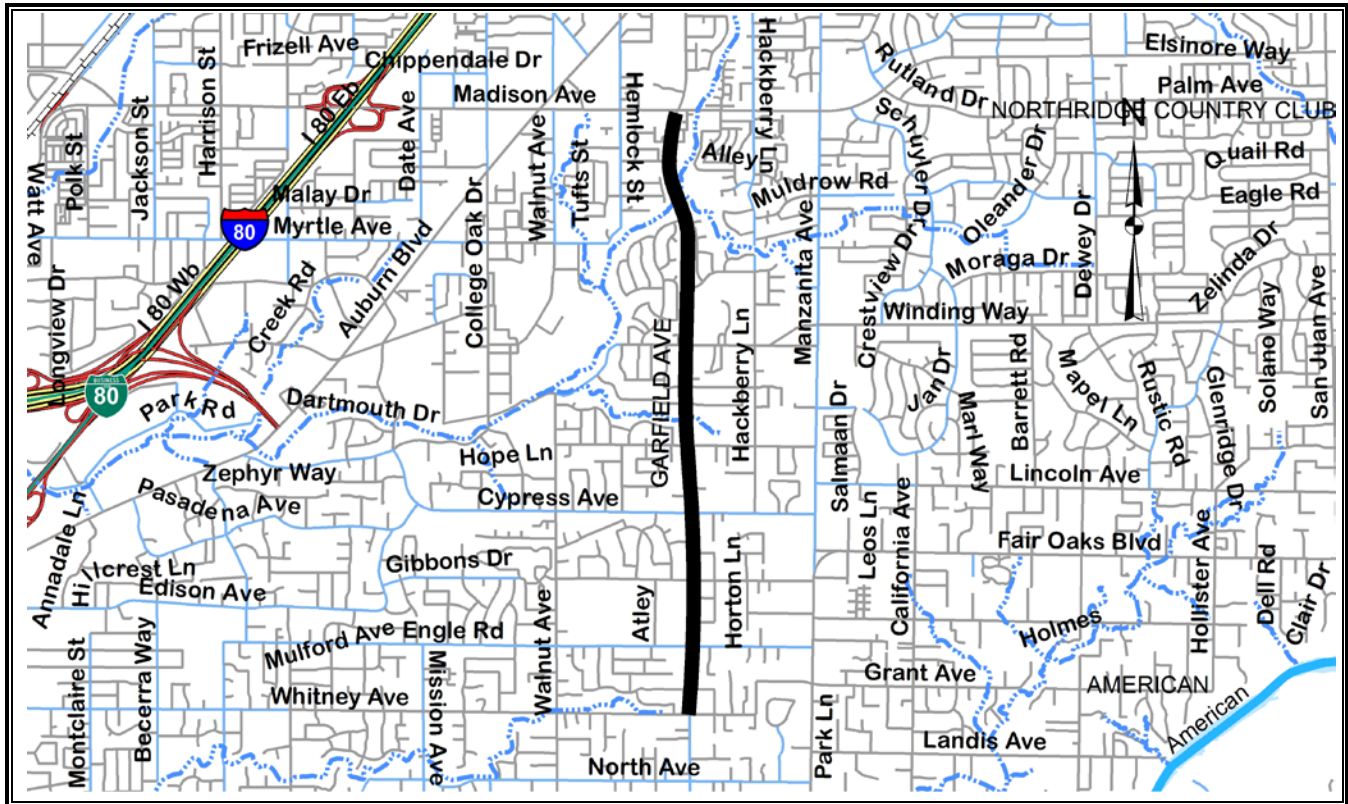 Elsinore Way
Frizell Ave
Chippendale Dr
Rutland Dr
Palm Ave
Madison Ave
Hackberry Ln
Harrison St
Hemlock St
NORTHRIDGE COUNTRY CLUB
N
I 80 Eb
Date Ave
Schuyler Dr
Jackson St
Polk St
Watt Ave
Walnut Ave
Tufts St
Alley
Oleander Dr
Quail Rd
Malay Dr
Muldrow Rd
Eagle Rd
Myrtle Ave
80
College Oak Dr
Manzanita Ave
Crestview Dr
Dewey Dr
Moraga Dr
Zelinda Dr
Auburn Blvd
I 80 Wb
Creek Rd
Longview Dr
Winding Way
Solano Way
San Juan Ave
GARFIELD AVE
Hackberry Ln
Jan Dr
Barrett Rd
Mapel Ln
Rustic Rd
Glenridge Dr
BUSINESS
80
Park Rd
Dartmouth Dr
Salmaan Dr
Marl Way
Hope Ln
Zephyr Way
Lincoln Ave
Pasadena Ave
Cypress Ave
Annadale Ln
Leos Ln
California Ave
Fair Oaks Blvd
Hollister Ave
Hillcrest Ln
Gibbons Dr
Horton Ln
Dell Rd
Clair Dr
Edison Ave
Atley
Walnut Ave
Mulford Ave
Engle Rd
Holmes
Montclaire St
Becerra Way
Mission Ave
Grant Ave
Whitney Ave
AMERICAN
American
Park Ln
Landis Ave
North Ave